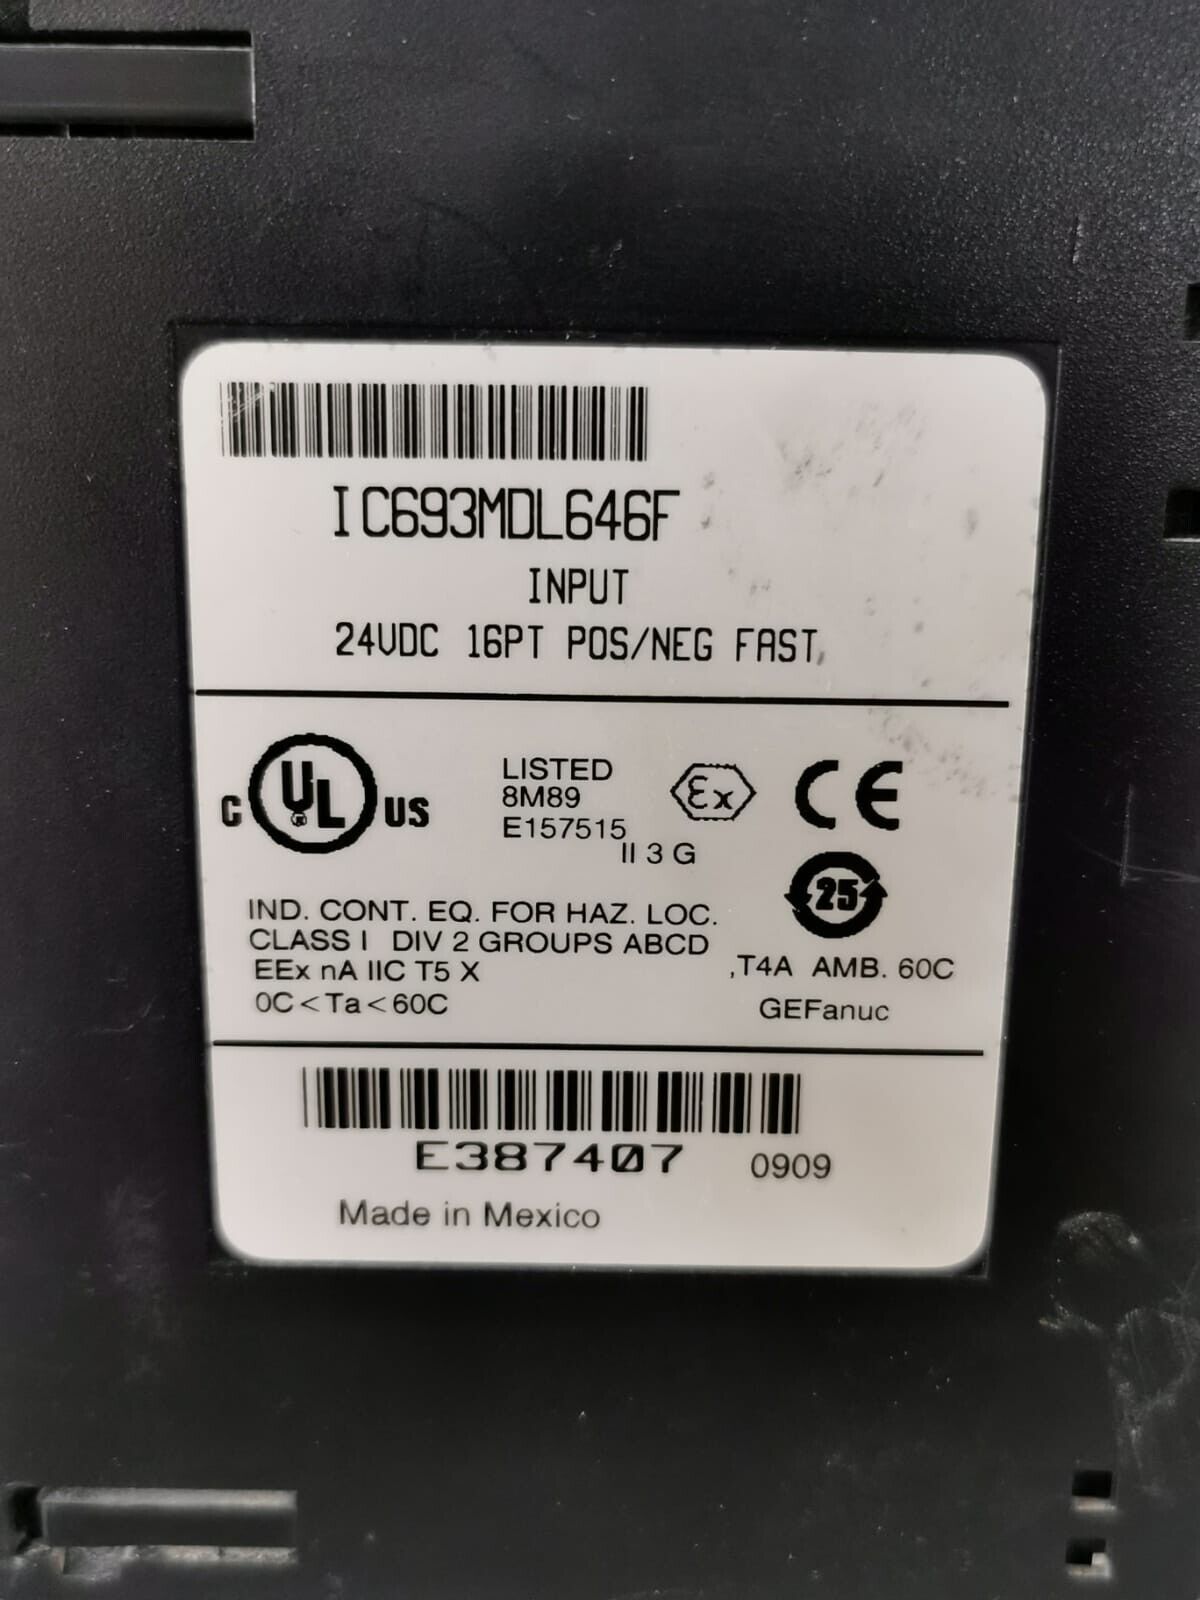 IC693MDL646F
INPUT
24VDC 16PT POS/NEG FAST,
C UL US
LISTED
8M89
E157515
II 3 G
Ex CE
25
IND. CONT. EQ. FOR HAZ. LOC.
CLASS I DIV 2 GROUPS ABCD
EEx nA IIC T5 X
0C<Ta<60C
,T4A AMB. 60C
GEFanuc
E387407 0909
Made in Mexico